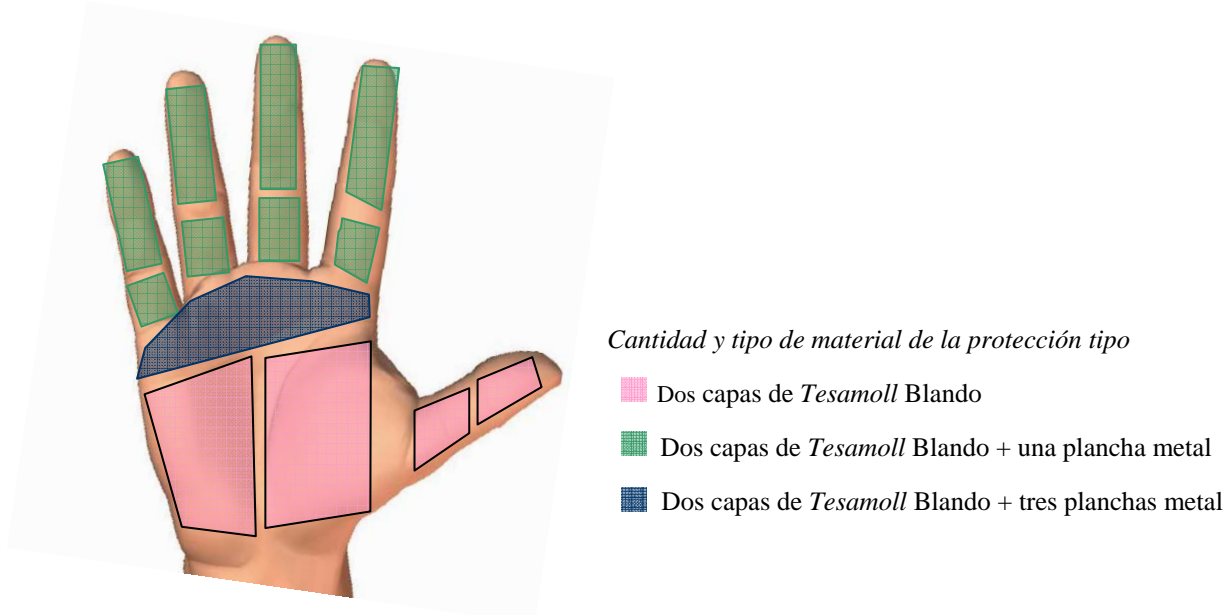 Cantidad y tipo de material de la protección tipo
Dos capas de Tesamoll Blando
Dos capas de Tesamoll Blando + una plancha metal
Dos capas de Tesamoll Blando + tres planchas metal